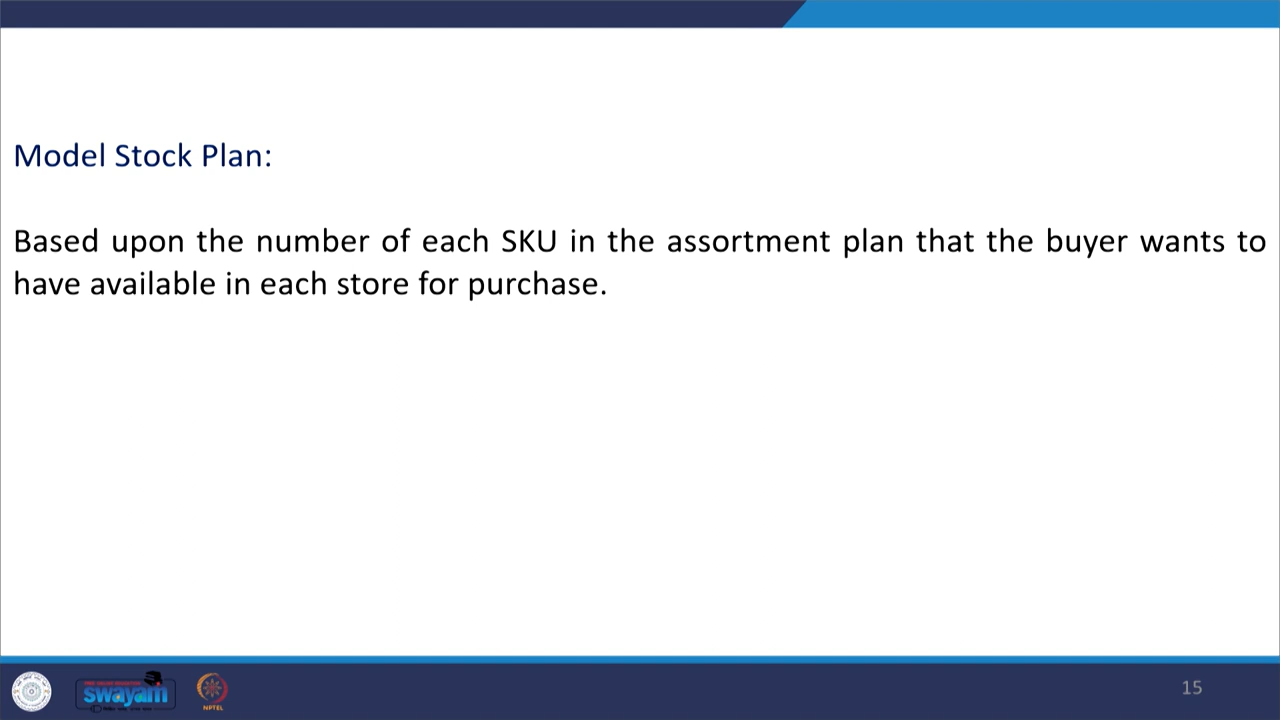 Model Stock Plan:
Based upon the number of each SKU in the assortment plan that the buyer wants to
have available in each store for purchase.
swayam
NPTEL
15